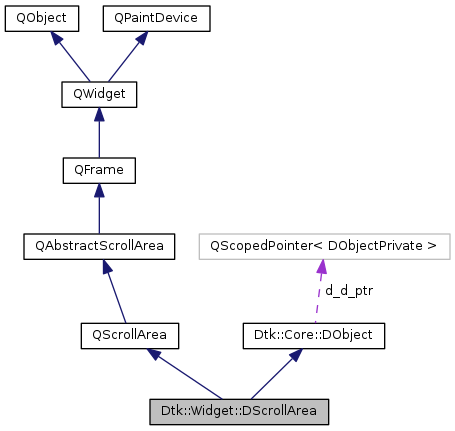 QObject
QPaintDevice
QWidget
QFrame
QAbstractScrollArea
QScopedPointer< DObjectPrivate >
d_d_ptr
QScrollArea
Dtk::Core::DObject
Dtk::Widget::DScrollArea